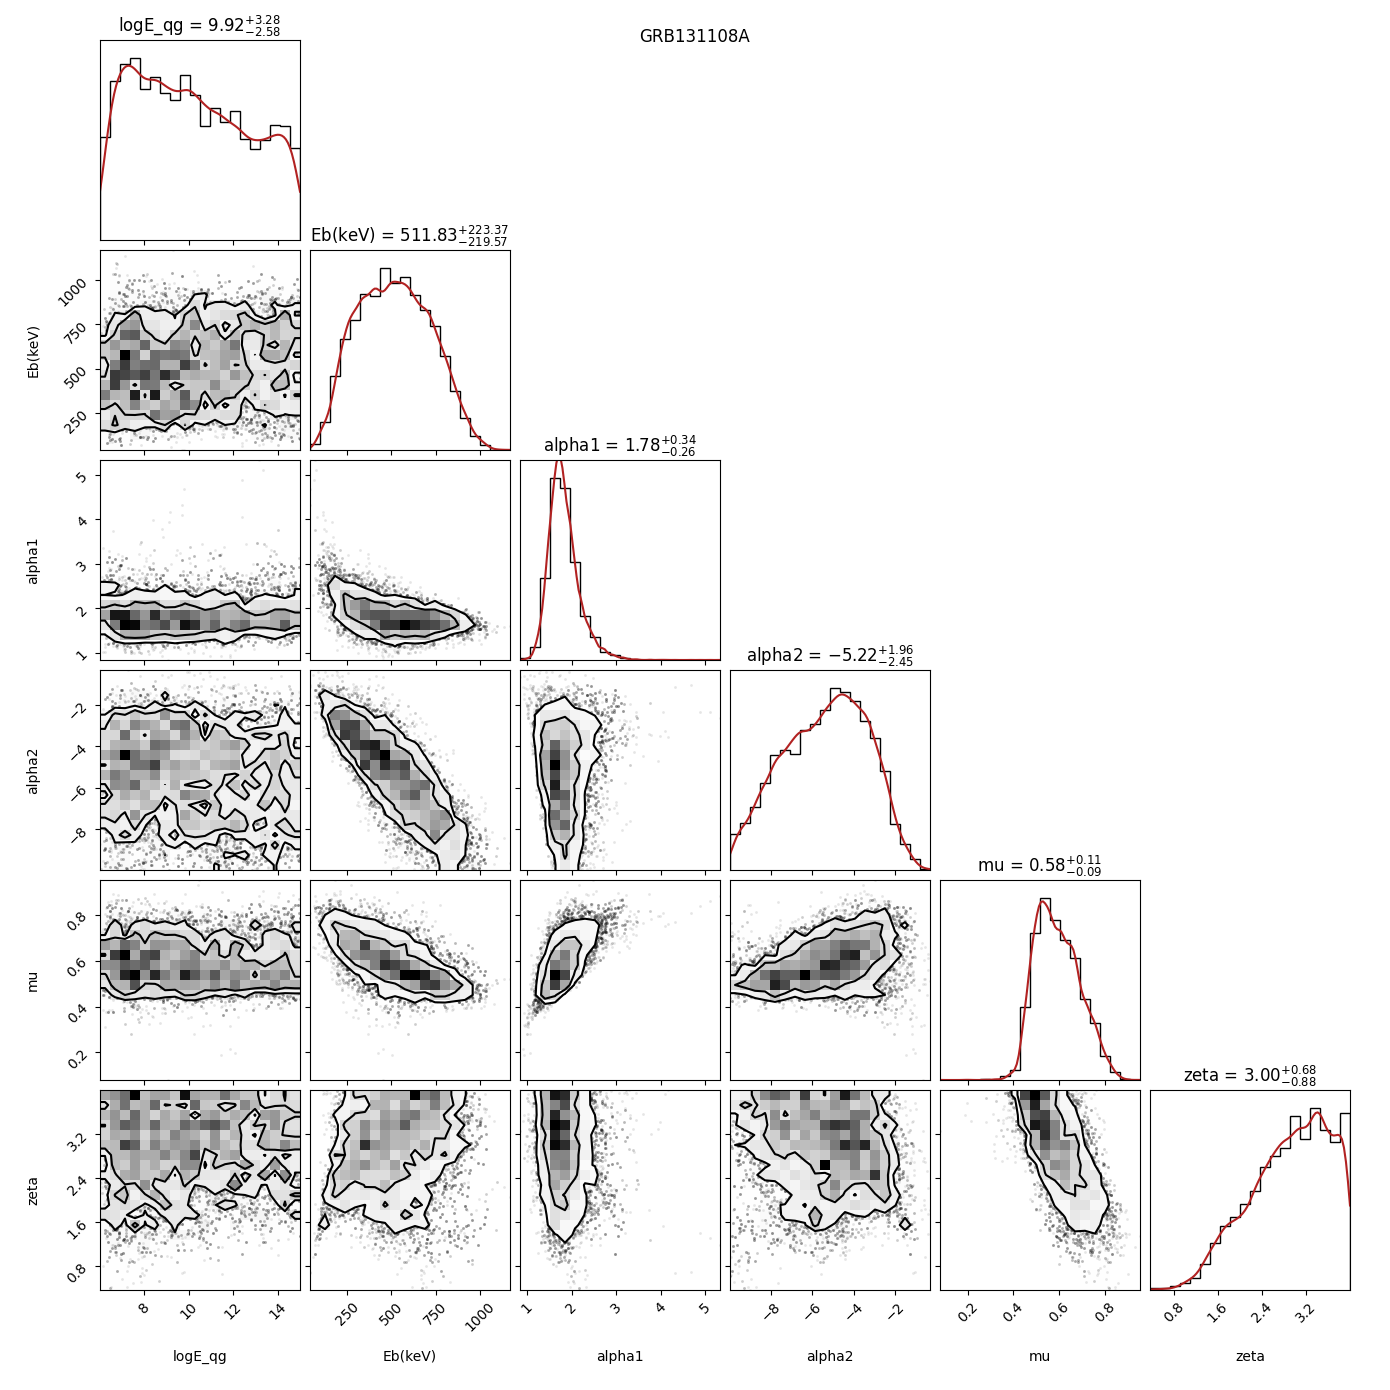 logE_qg = 9.92^{+3.28}_{-2.58}
GRB131108A
Eb(keV) = 511.83^{+223.37}_{-219.57}
1000
750
500
250
Eb(keV)
alpha1 = 1.78^{+0.34}_{-0.26}
5
4
3
2
1
alpha1
alpha2 = −5.22^{+1.96}_{-2.45}
−2
−4
−6
−8
alpha2
mu = 0.58^{+0.11}_{-0.09}
0.8
0.6
0.4
0.2
mu
zeta = 3.00^{+0.68}_{-0.88}
3.2
2.4
1.6
0.8
zeta
8 10 12 14 250 500 750 1000 1 2 3 4 5 −8 −6 −4 −2 0.2 0.4 0.6 0.8 0.8 1.6 2.4 3.2
logE_qg Eb(keV) alpha1 alpha2 mu zeta